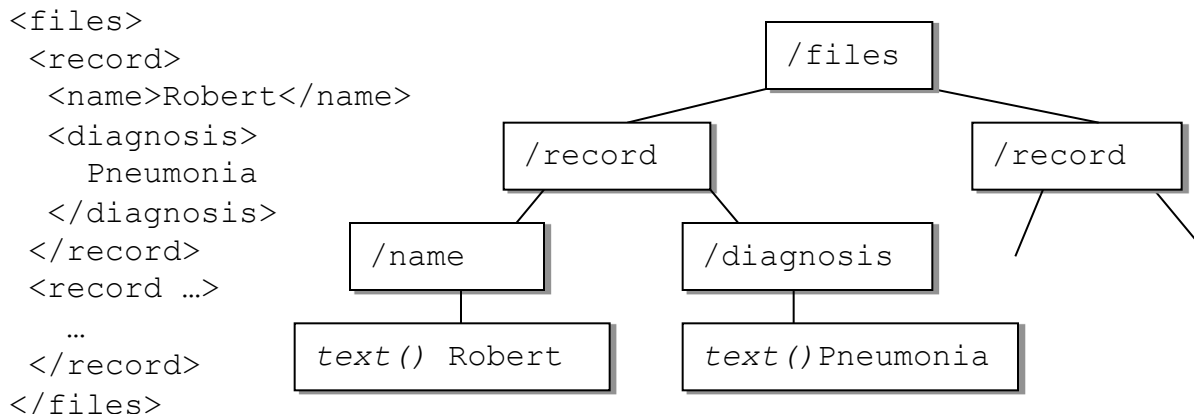 <files>
<record>
<name>Robert</name>
<diagnosis>
Pneumonia
</diagnosis>
</record>
<record …>
…
</record>
</files>
/files
/record
/record
/name
/diagnosis
text() Robert
text()Pneumonia